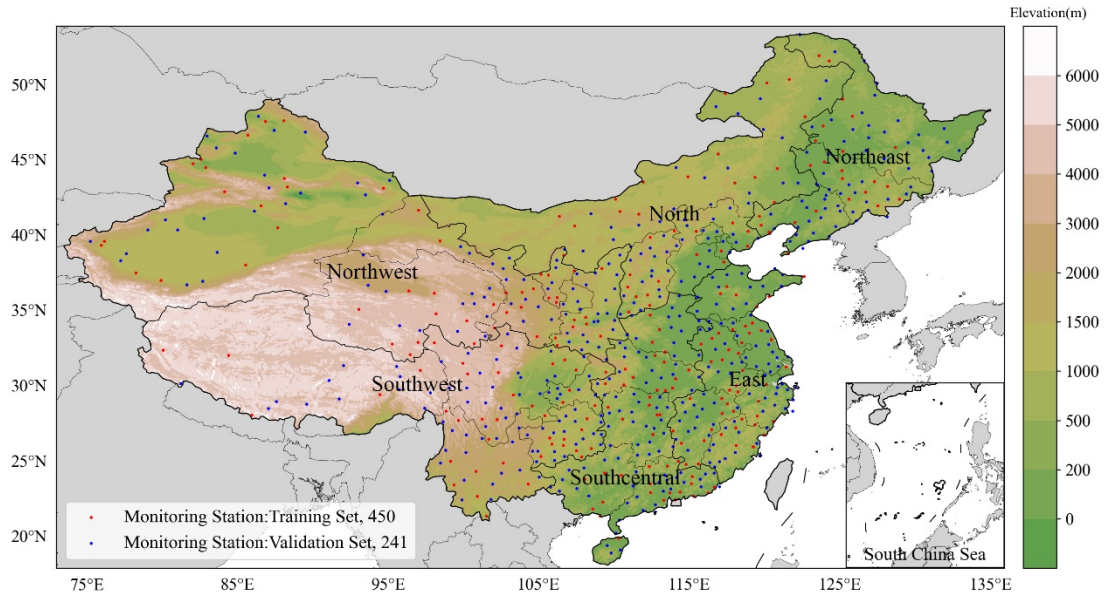 Elevation(m)
50°N
45°N
40°N
35°N
30°N
25°N
20°N
75°E
85°E
95°E
105°E
115°E
125°E
135°E
Northeast
North
Northwest
Southwest
East
Southcentral
Monitoring Station:Training Set, 450
Monitoring Station:Validation Set, 241
South China Sea
6000
5000
4000
3000
2000
1500
1000
500
200
0